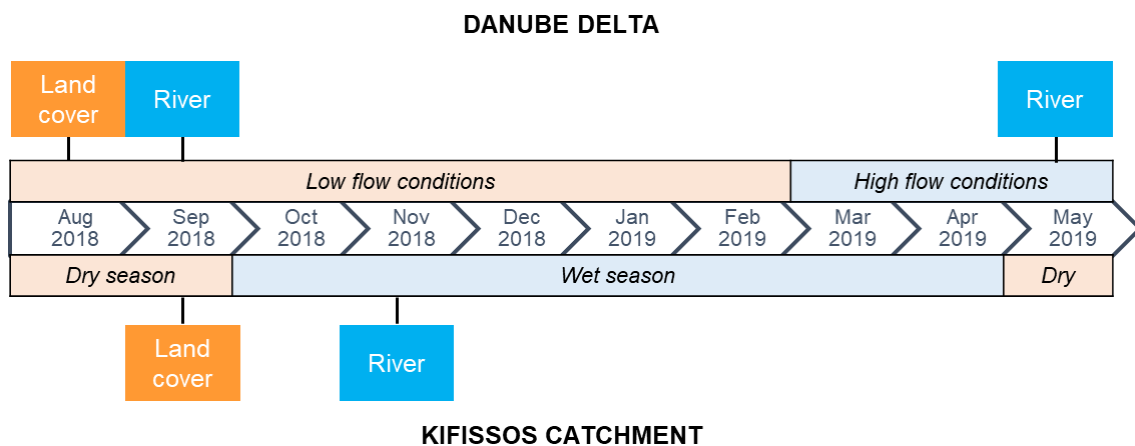 DANUBE DELTA
Land
cover
River
River
Low flow conditions
High flow conditions
Aug
2018
Sep
2018
Oct
2018
Nov
2018
Dec
2018
Jan
2019
Feb
2019
Mar
2019
Apr
2019
May
2019
Dry season
Wet season
Dry
Land
cover
River
KIFISSOS CATCHMENT